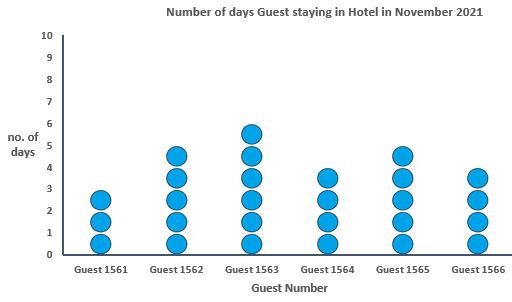 Number of days Guest staying in Hotel in November 2021
10
9
8
7
6
5
4
3
2
1
0
no. of
days
Guest 1561 Guest 1562 Guest 1563 Guest 1564 Guest 1565 Guest 1566
Guest Number